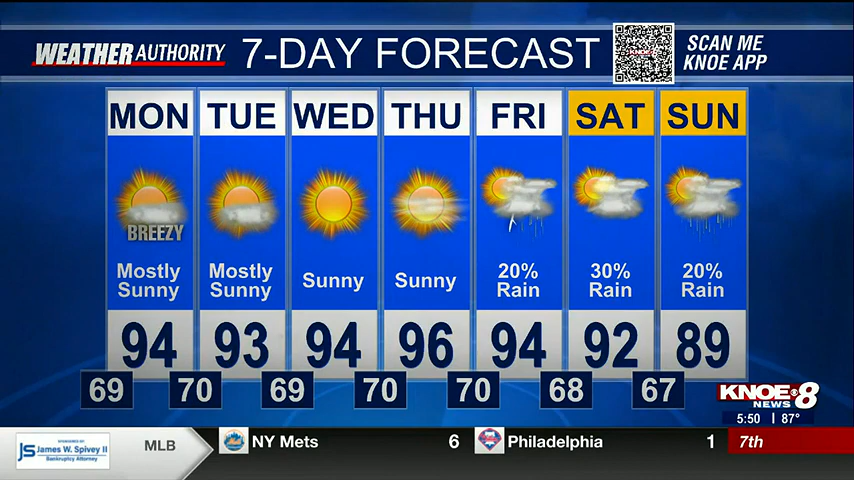 WEATHER AUTHORITY 7-DAY FORECAST
KNOE
SCAN ME
KNOE APP
MON TUE WED THU FRI SAT SUN
BREEZY
Mostly Sunny
Mostly Sunny
Sunny
Sunny
20% Rain
30% Rain
20% Rain
94 93 94 96 94 92 89
69 70 69 70 70 68 67
KNOE 8
NEWS
5:50 | 87°
JS
James W. Spivey II
Bankruptcy Attorney
MLB
NY Mets 6 Philadelphia 1 7th